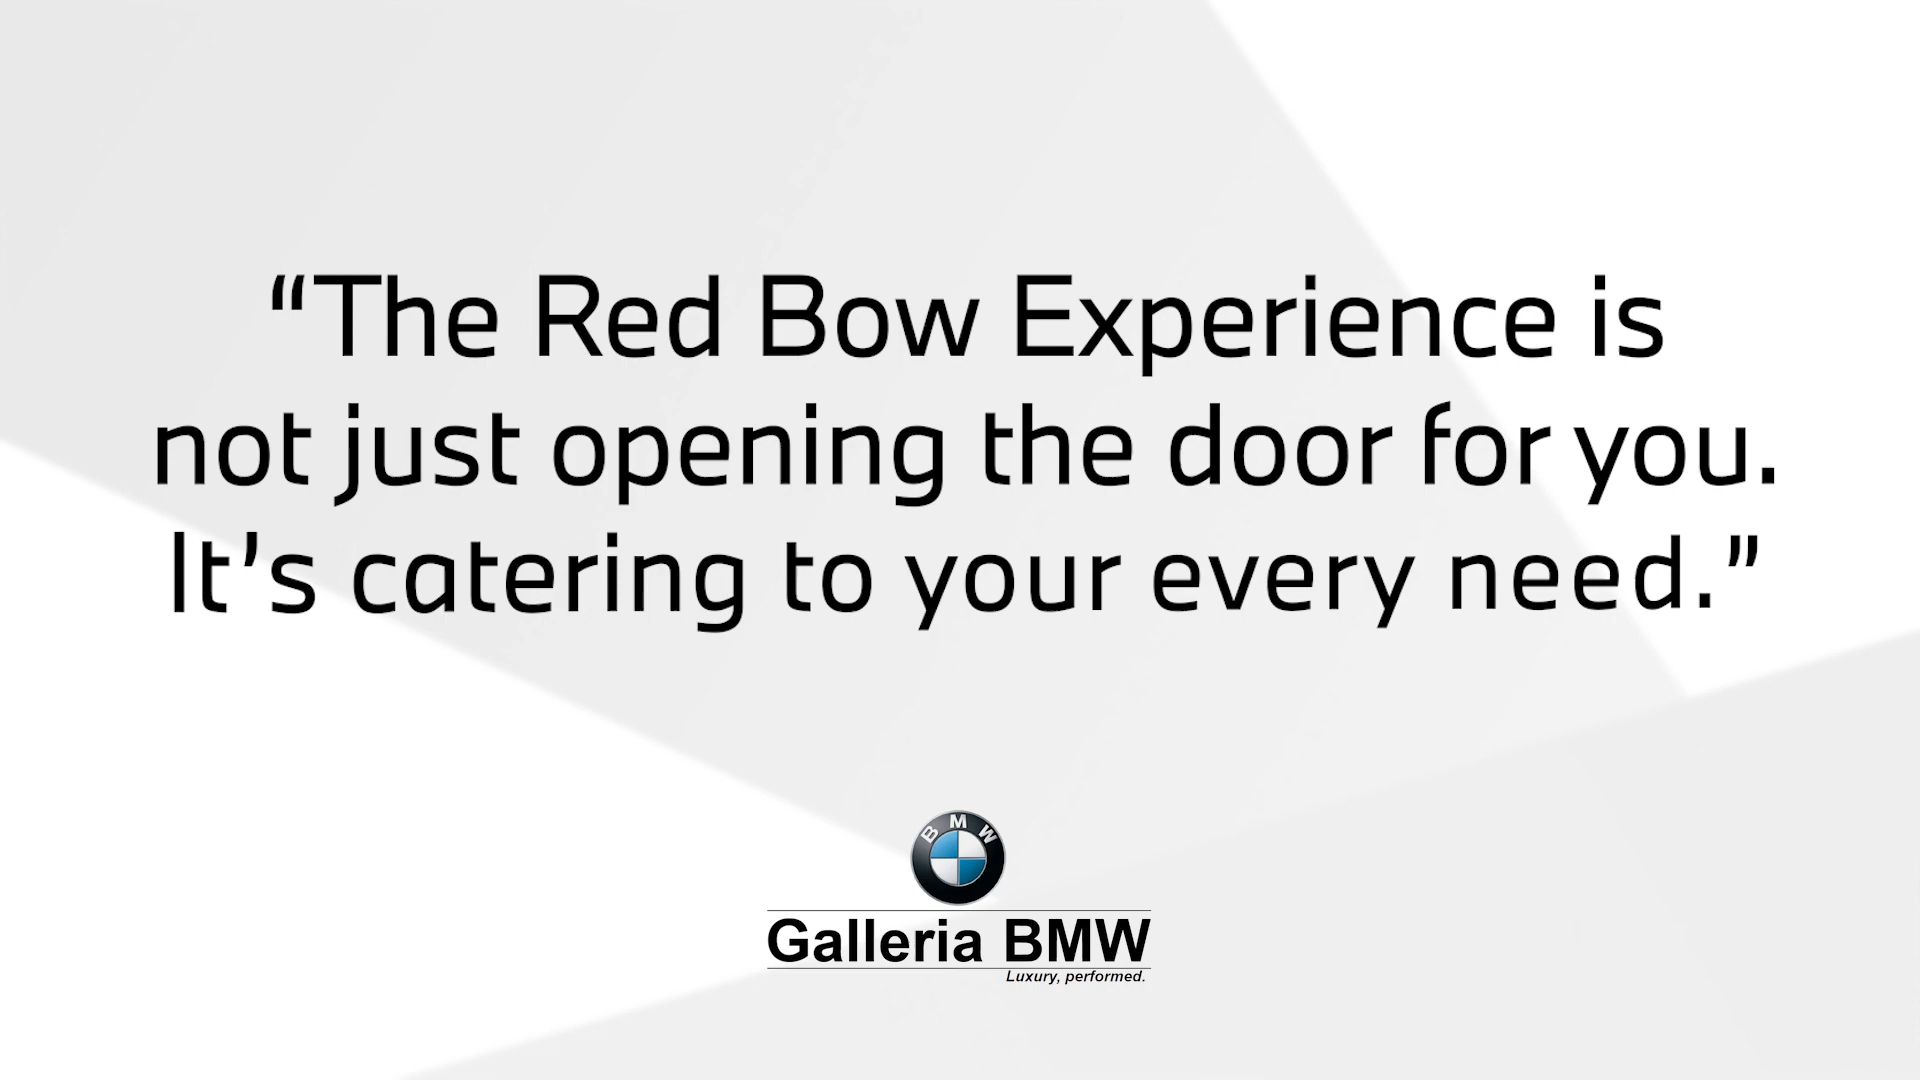 “The Red Bow Experience is
not just opening the door for you.
It’s catering to your every need.”
BMW
Galleria BMW
Luxury, performed.